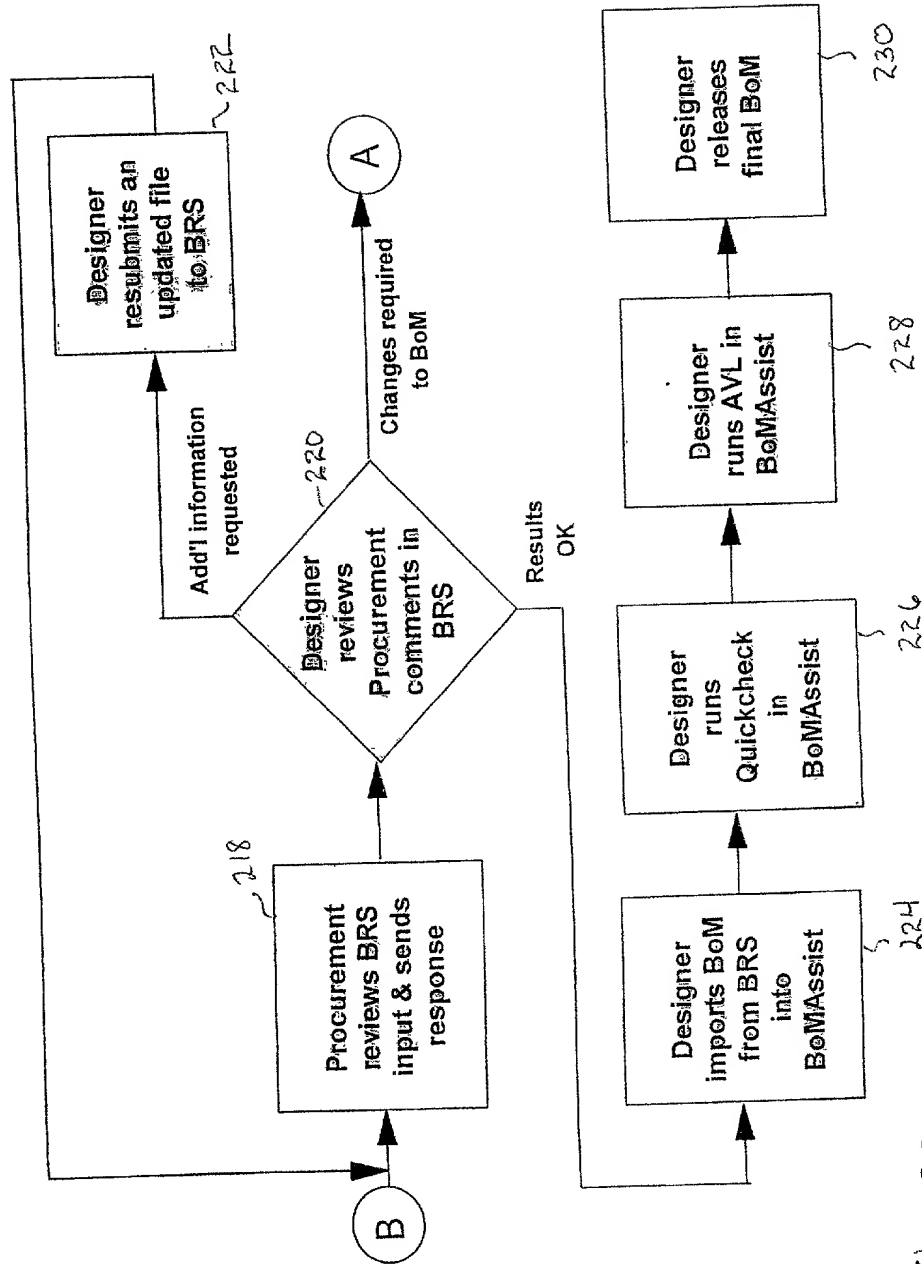 Designer
resubmits an
updated file
to BRS
222
Add'l information
requested
A
Changes required
to BoM
220
Designer
reviews
Procurement
comments in
BRS
218
Procurement
reviews BRS
input & sends
response
B
Results
OK
Designer
imports BoM
from BRS
into
BoMAssist
224
Designer
runs
Quickcheck
in
BoMAssist
226
Designer
runs AVL in
BoMAssist
228
Designer
releases
final BoM
230